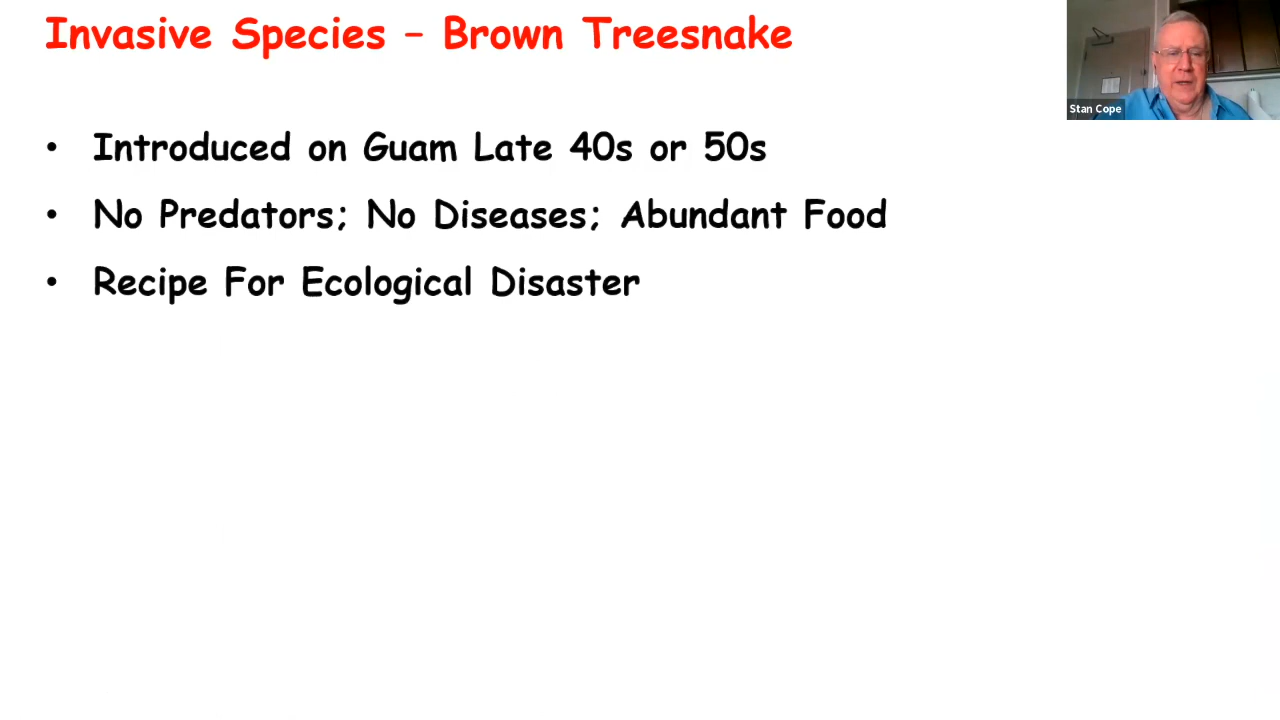 Invasive Species – Brown Treesnake
Stan Cope
• Introduced on Guam Late 40s or 50s
• No Predators; No Diseases; Abundant Food
• Recipe For Ecological Disaster